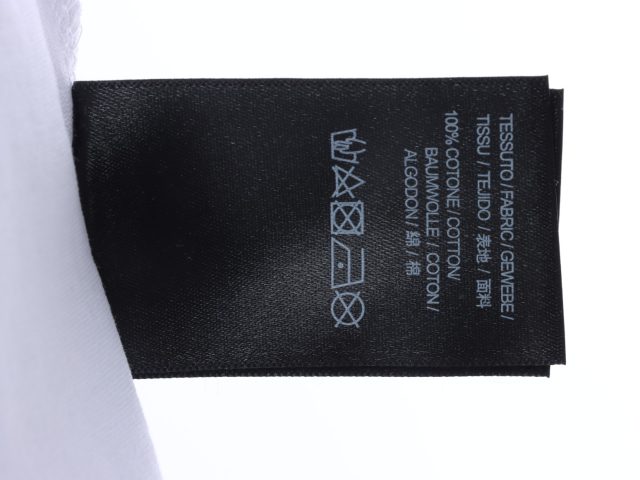 TESSUTO / FABRIC / GEWEBE /
TISSU / TEJIDO / 表地 / 面料
100% COTONE / COTTON /
BAUMWOLLE / COTON /
ALGODON / 綿 / 棉